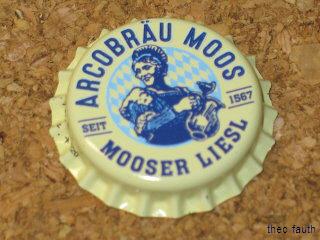 ARCOBRÄU MOOS
SEIT 1567
MOOSER LIESL
theo fauth